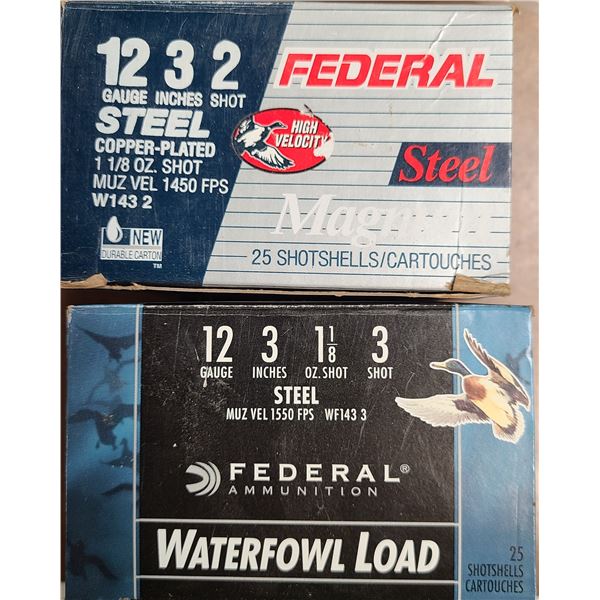 12 3 2
GAUGE INCHES SHOT
STEEL
COPPER-PLATED
1 1/8 OZ. SHOT
MUZ VEL 1450 FPS
W143 2
NEW
DURABLE CARTON
TM
FEDERAL
HIGH
VELOCITY
Steel
Magnum
25 SHOTSHELLS/CARTOUCHES
12 3 1 1/8 3
GAUGE INCHES OZ. SHOT SHOT
STEEL
MUZ VEL 1550 FPS WF143 3
FEDERAL®
AMMUNITION
WATERFOWL LOAD
25
SHOTSHELLS
CARTOUCHES